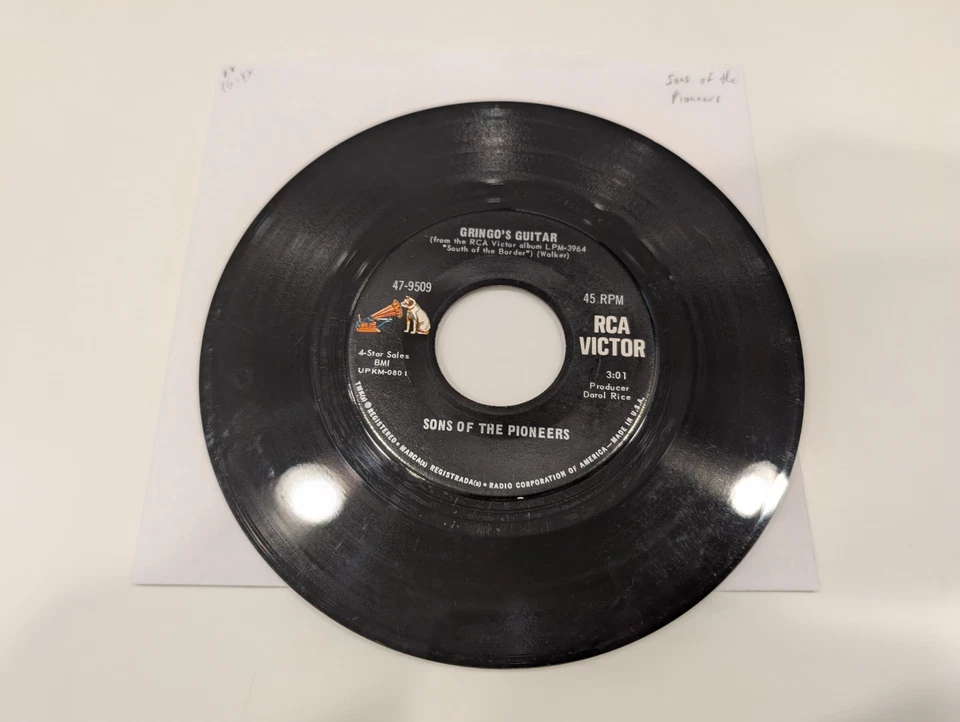 Sons of the
Pioneers
GRINGO'S GUITAR
(from the RCA Victor album LPM-3964
"South of the Border") (Walker)
47-9509
45 RPM
RCA
VICTOR
4-Star Sales
BMI
UPKM-0801
3:01
Producer
Darol Rice
SONS OF THE PIONEERS
TMK(s) ® REGISTERED • MARCA(s) REGISTRADA(s) • RADIO CORPORATION OF AMERICA—MADE IN U.S.A.